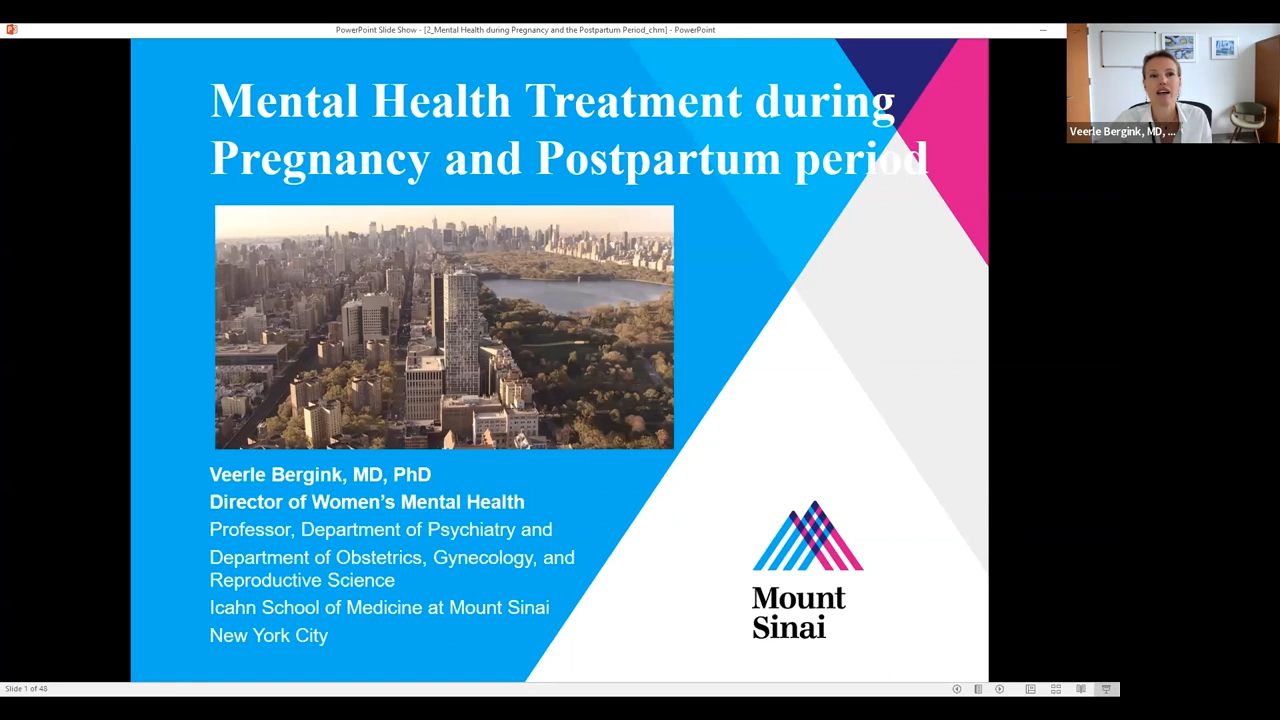 PowerPoint Slide Show - [2_Mental Health during Pregnancy and the Postpartum Period_chrn] - PowerPoint
Mental Health Treatment during
Pregnancy and Postpartum period
Veerle Bergink, MD, ...
Veerle Bergink, MD, PhD
Director of Women's Mental Health
Professor, Department of Psychiatry and
Department of Obstetrics, Gynecology, and
Reproductive Science
Icahn School of Medicine at Mount Sinai
New York City
Mount
Sinai
Slide 1 of 48